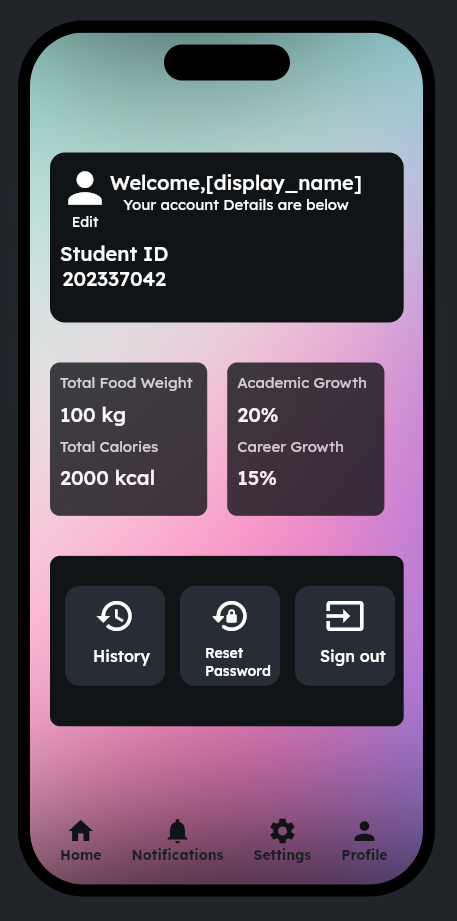 Welcome,[display_name]
Your account Details are below
Edit
Student ID
202337042
Total Food Weight
100 kg
Total Calories
2000 kcal
Academic Growth
20%
Career Growth
15%
History
Reset
Password
Sign out
Home
Notifications
Settings
Profile